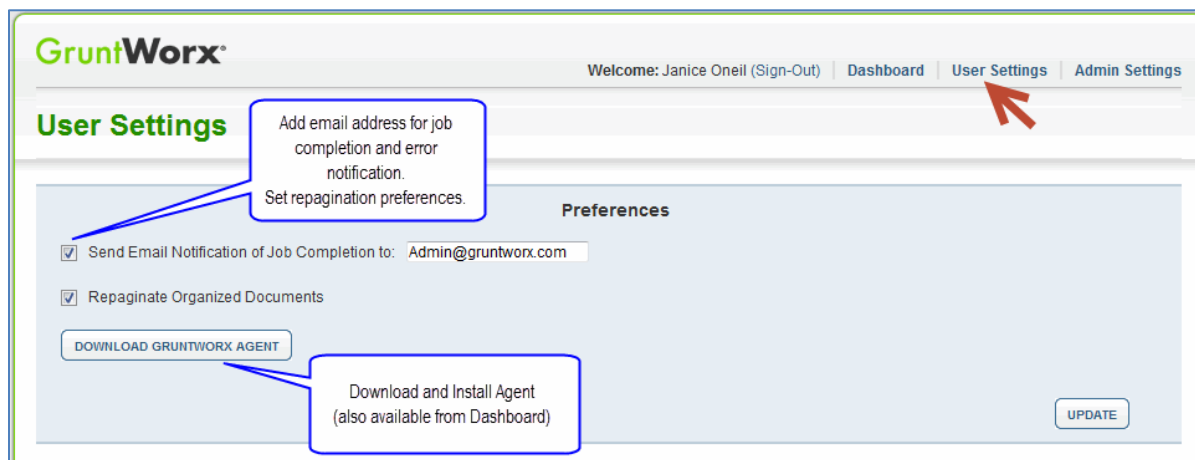 GruntWorx®
Welcome: Janice Oneil (Sign-Out) | Dashboard | User Settings | Admin Settings
User Settings
Add email address for job
completion and error
notification.
Set repagination preferences.
Preferences
Send Email Notification of Job Completion to: Admin@gruntworx.com
Repaginate Organized Documents
DOWNLOAD GRUNTWORX AGENT
Download and Install Agent
(also available from Dashboard)
UPDATE